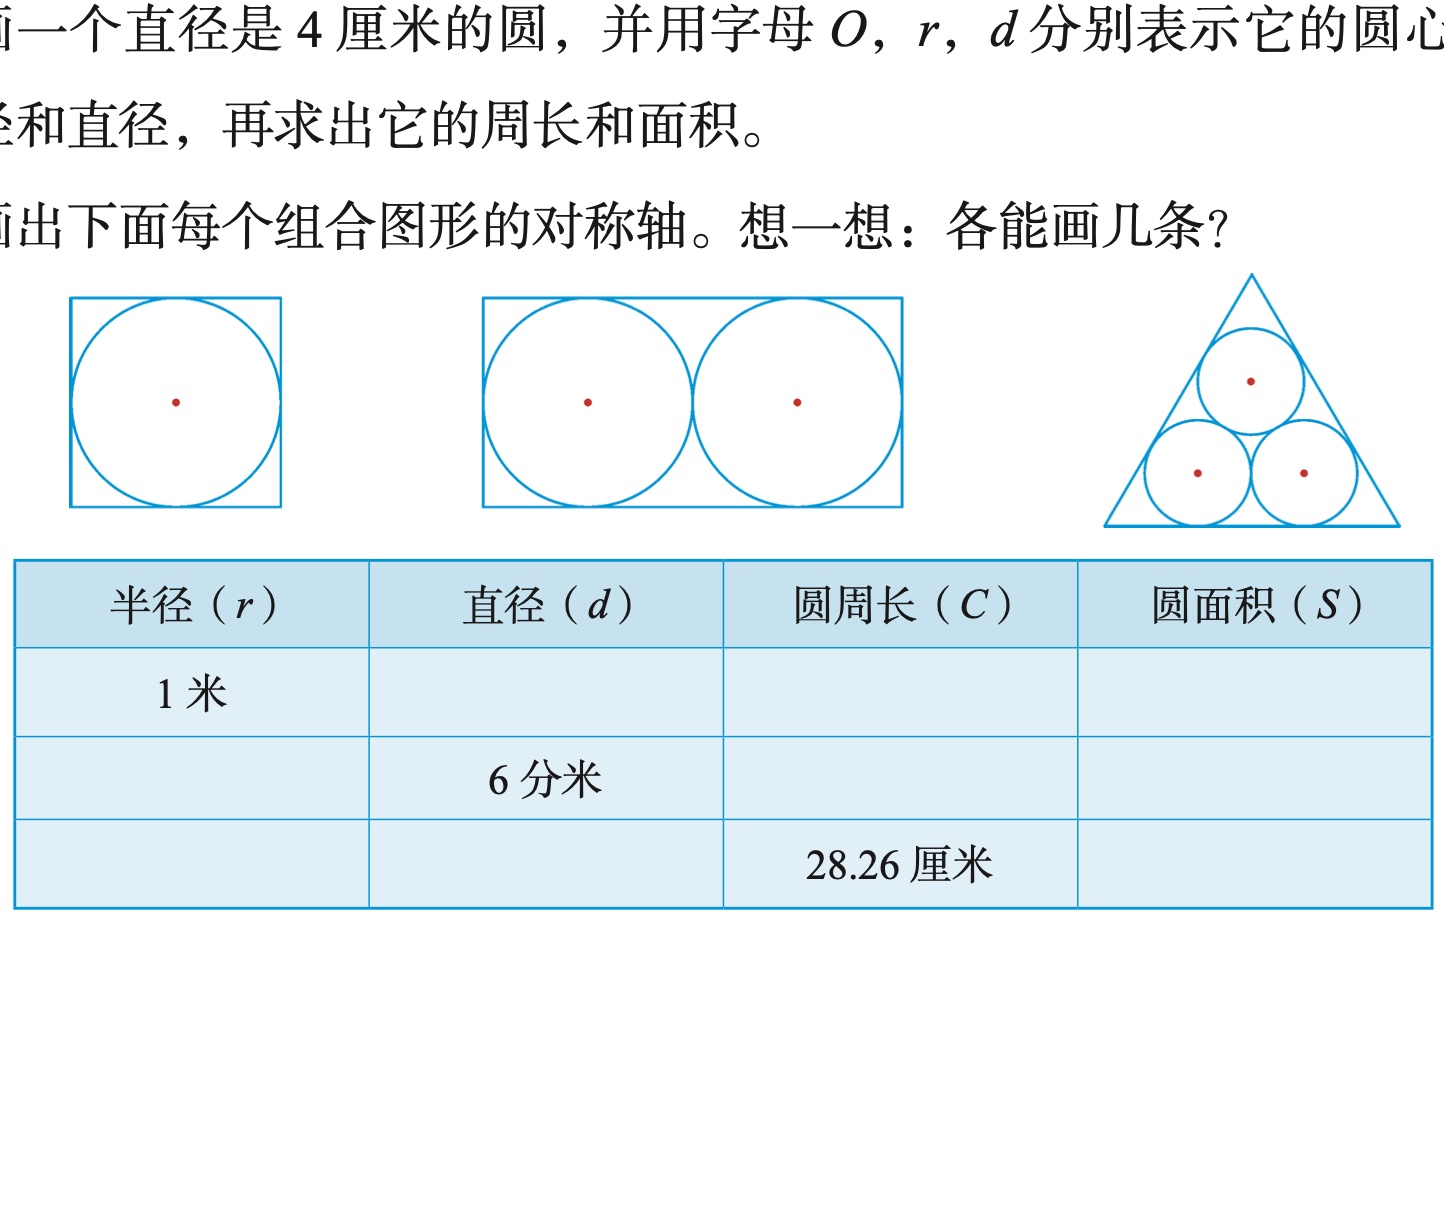 一个直径是 4 厘米的圆，并用字母 O，r，d 分别表示它的圆心
和直径，再求出它的周长和面积。
出下面每个组合图形的对称轴。想一想：各能画几条？
半径（r） 直径（d） 圆周长（C） 圆面积（S）
1 米
6 分米
28.26 厘米